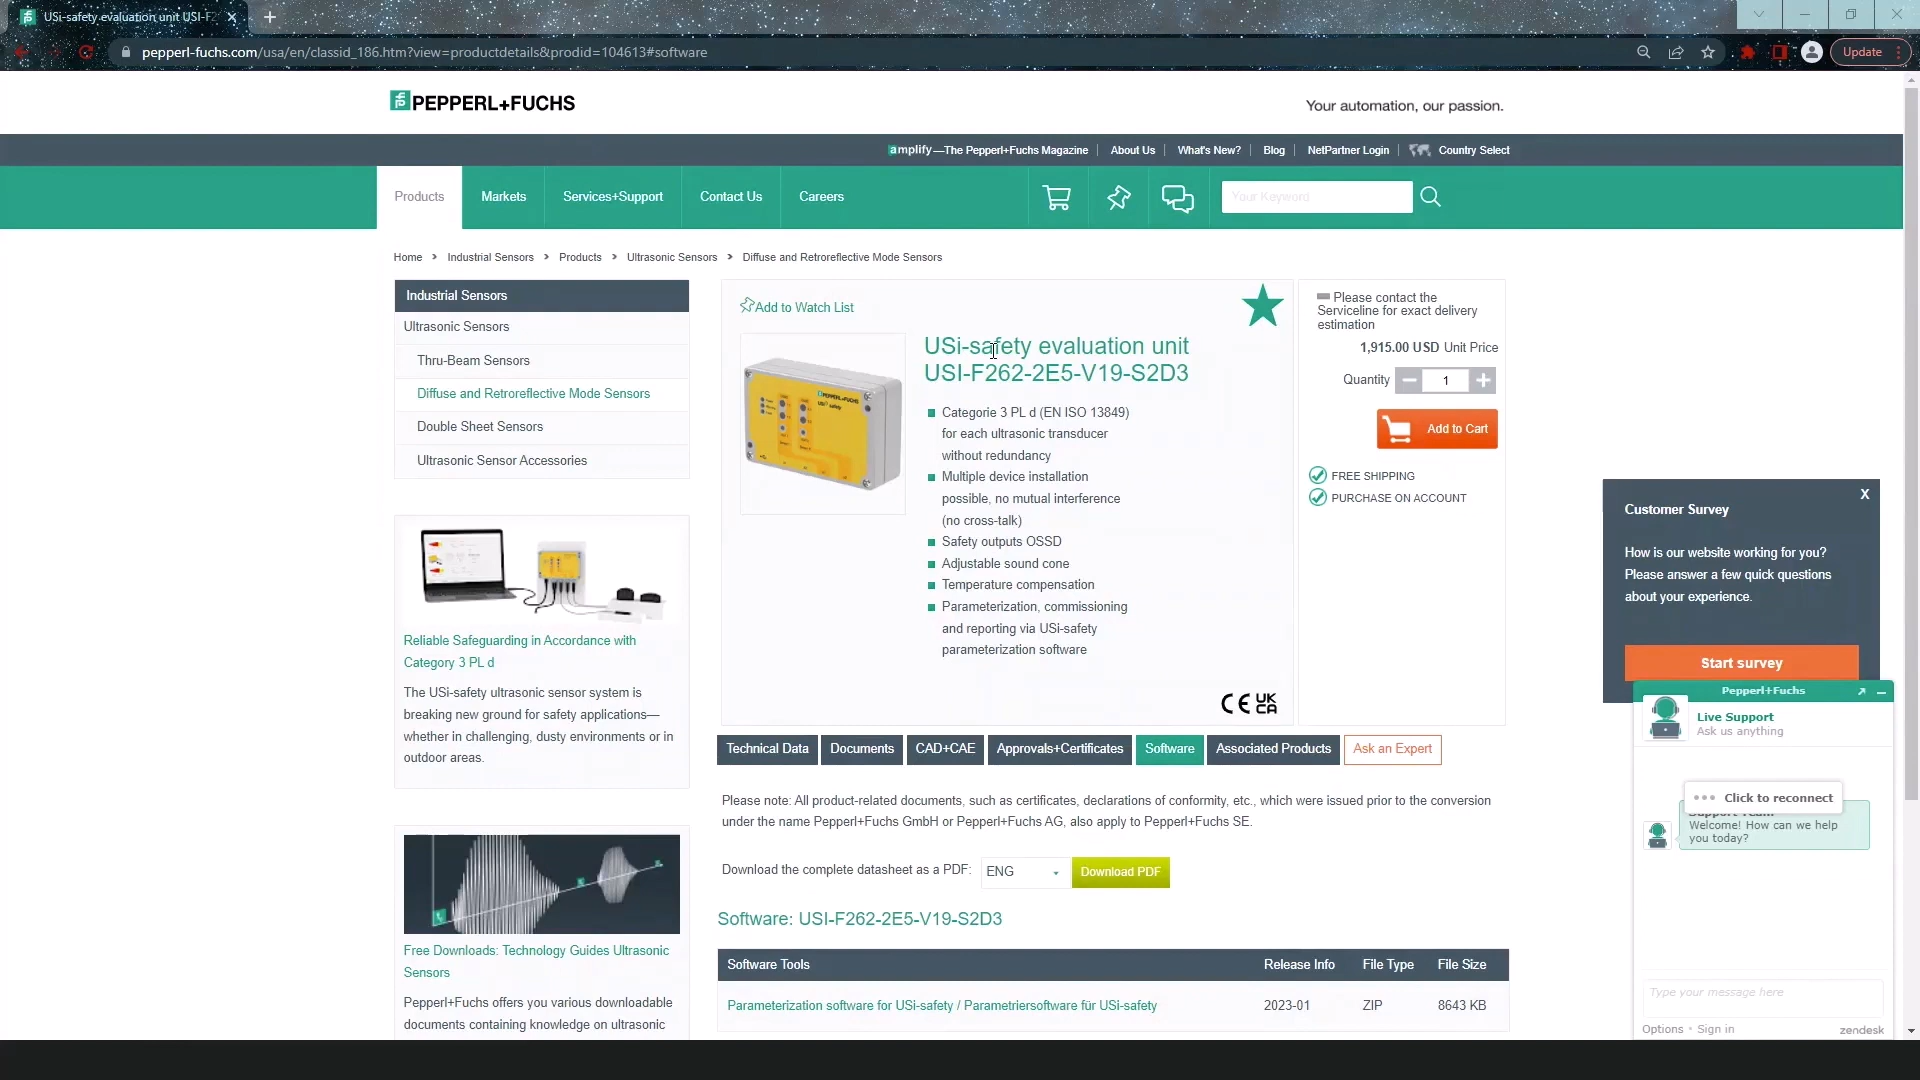 USi-safety evaluation unit USI-F2
pepperl-fuchs.com/usa/en/classid_186.htm?view=productdetails&prodid=104613#software
Update
PEPPERL+FUCHS
Your automation, our passion.
amplify—The Pepperl+Fuchs Magazine
About Us
What's New?
Blog
NetPartner Login
Country Select
Products
Markets
Services+Support
Contact Us
Careers
Your Keyword
Home > Industrial Sensors > Products > Ultrasonic Sensors > Diffuse and Retroreflective Mode Sensors
Industrial Sensors
Ultrasonic Sensors
Thru-Beam Sensors
Diffuse and Retroreflective Mode Sensors
Double Sheet Sensors
Ultrasonic Sensor Accessories
Reliable Safeguarding in Accordance with
Category 3 PL d
The USi-safety ultrasonic sensor system is
breaking new ground for safety applications—
whether in challenging, dusty environments or in
outdoor areas.
Free Downloads: Technology Guides Ultrasonic
Sensors
Pepperl+Fuchs offers you various downloadable
documents containing knowledge on ultrasonic
Add to Watch List
PEPPERL+FUCHS
USi-safety evaluation unit
USI-F262-2E5-V19-S2D3
Categorie 3 PL d (EN ISO 13849)
for each ultrasonic transducer
without redundancy
Multiple device installation
possible, no mutual interference
(no cross-talk)
Safety outputs OSSD
Adjustable sound cone
Temperature compensation
Parameterization, commissioning
and reporting via USi-safety
parameterization software
CE UK
CA
Please contact the
Serviceline for exact delivery
estimation
1,915.00 USD Unit Price
Quantity 1
Add to Cart
FREE SHIPPING
PURCHASE ON ACCOUNT
Technical Data
Documents
CAD+CAE
Approvals+Certificates
Software
Associated Products
Ask an Expert
Please note: All product-related documents, such as certificates, declarations of conformity, etc., which were issued prior to the conversion
under the name Pepperl+Fuchs GmbH or Pepperl+Fuchs AG, also apply to Pepperl+Fuchs SE.
Download the complete datasheet as a PDF: ENG Download PDF
Software: USI-F262-2E5-V19-S2D3
Software Tools Release Info File Type File Size
Parameterization software for USi-safety / Parametriersoftware für USi-safety 2023-01 ZIP 8643 KB
X
Customer Survey
How is our website working for you?
Please answer a few quick questions
about your experience.
Start survey
Pepperl+Fuchs
Live Support
Ask us anything
Click to reconnect
Support Team
Welcome! How can we help
you today?
Type your message here
Options • Sign in
zendesk